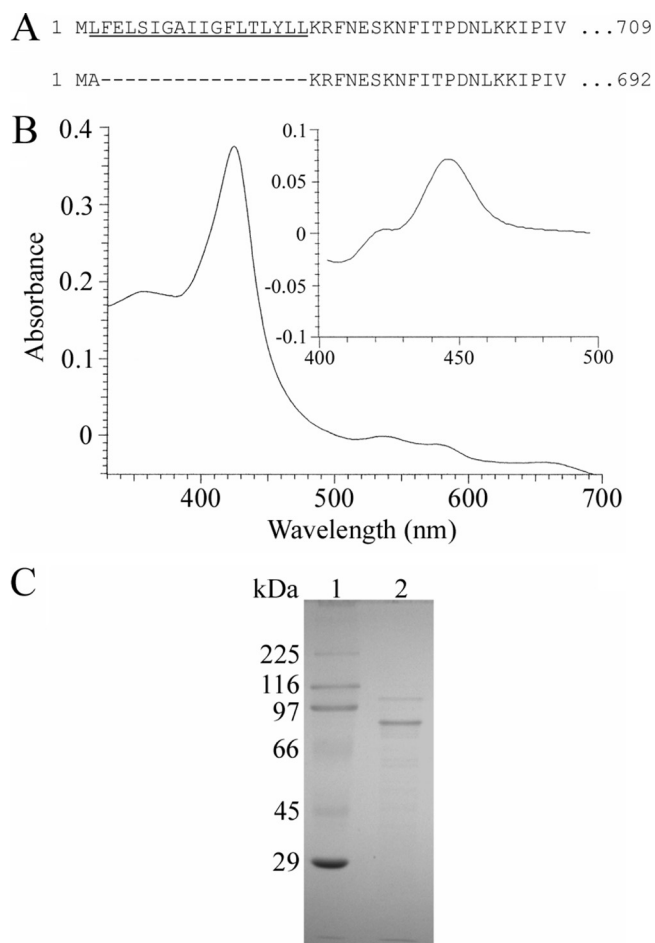 A
1 MLFELSIGAIIGFLTLYLLKRFNESKNFITPDNLKKIPIV ...709
1 MA-----------------KRFNESKNFITPDNLKKIPIV ...692
B
0.4
0.3
0.2
0.1
0
Absorbance
400 500 600 700
Wavelength (nm)
0.1
0.05
0
-0.05
-0.1
400 450 500
C
kDa 1 2
225
116
97
66
45
29